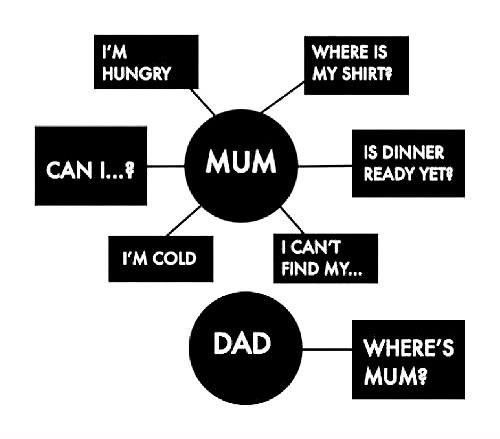 I'M
HUNGRY
WHERE IS
MY SHIRT?
CAN I...?
MUM
IS DINNER
READY YET?
I'M COLD
I CAN'T
FIND MY...
DAD
WHERE'S
MUM?